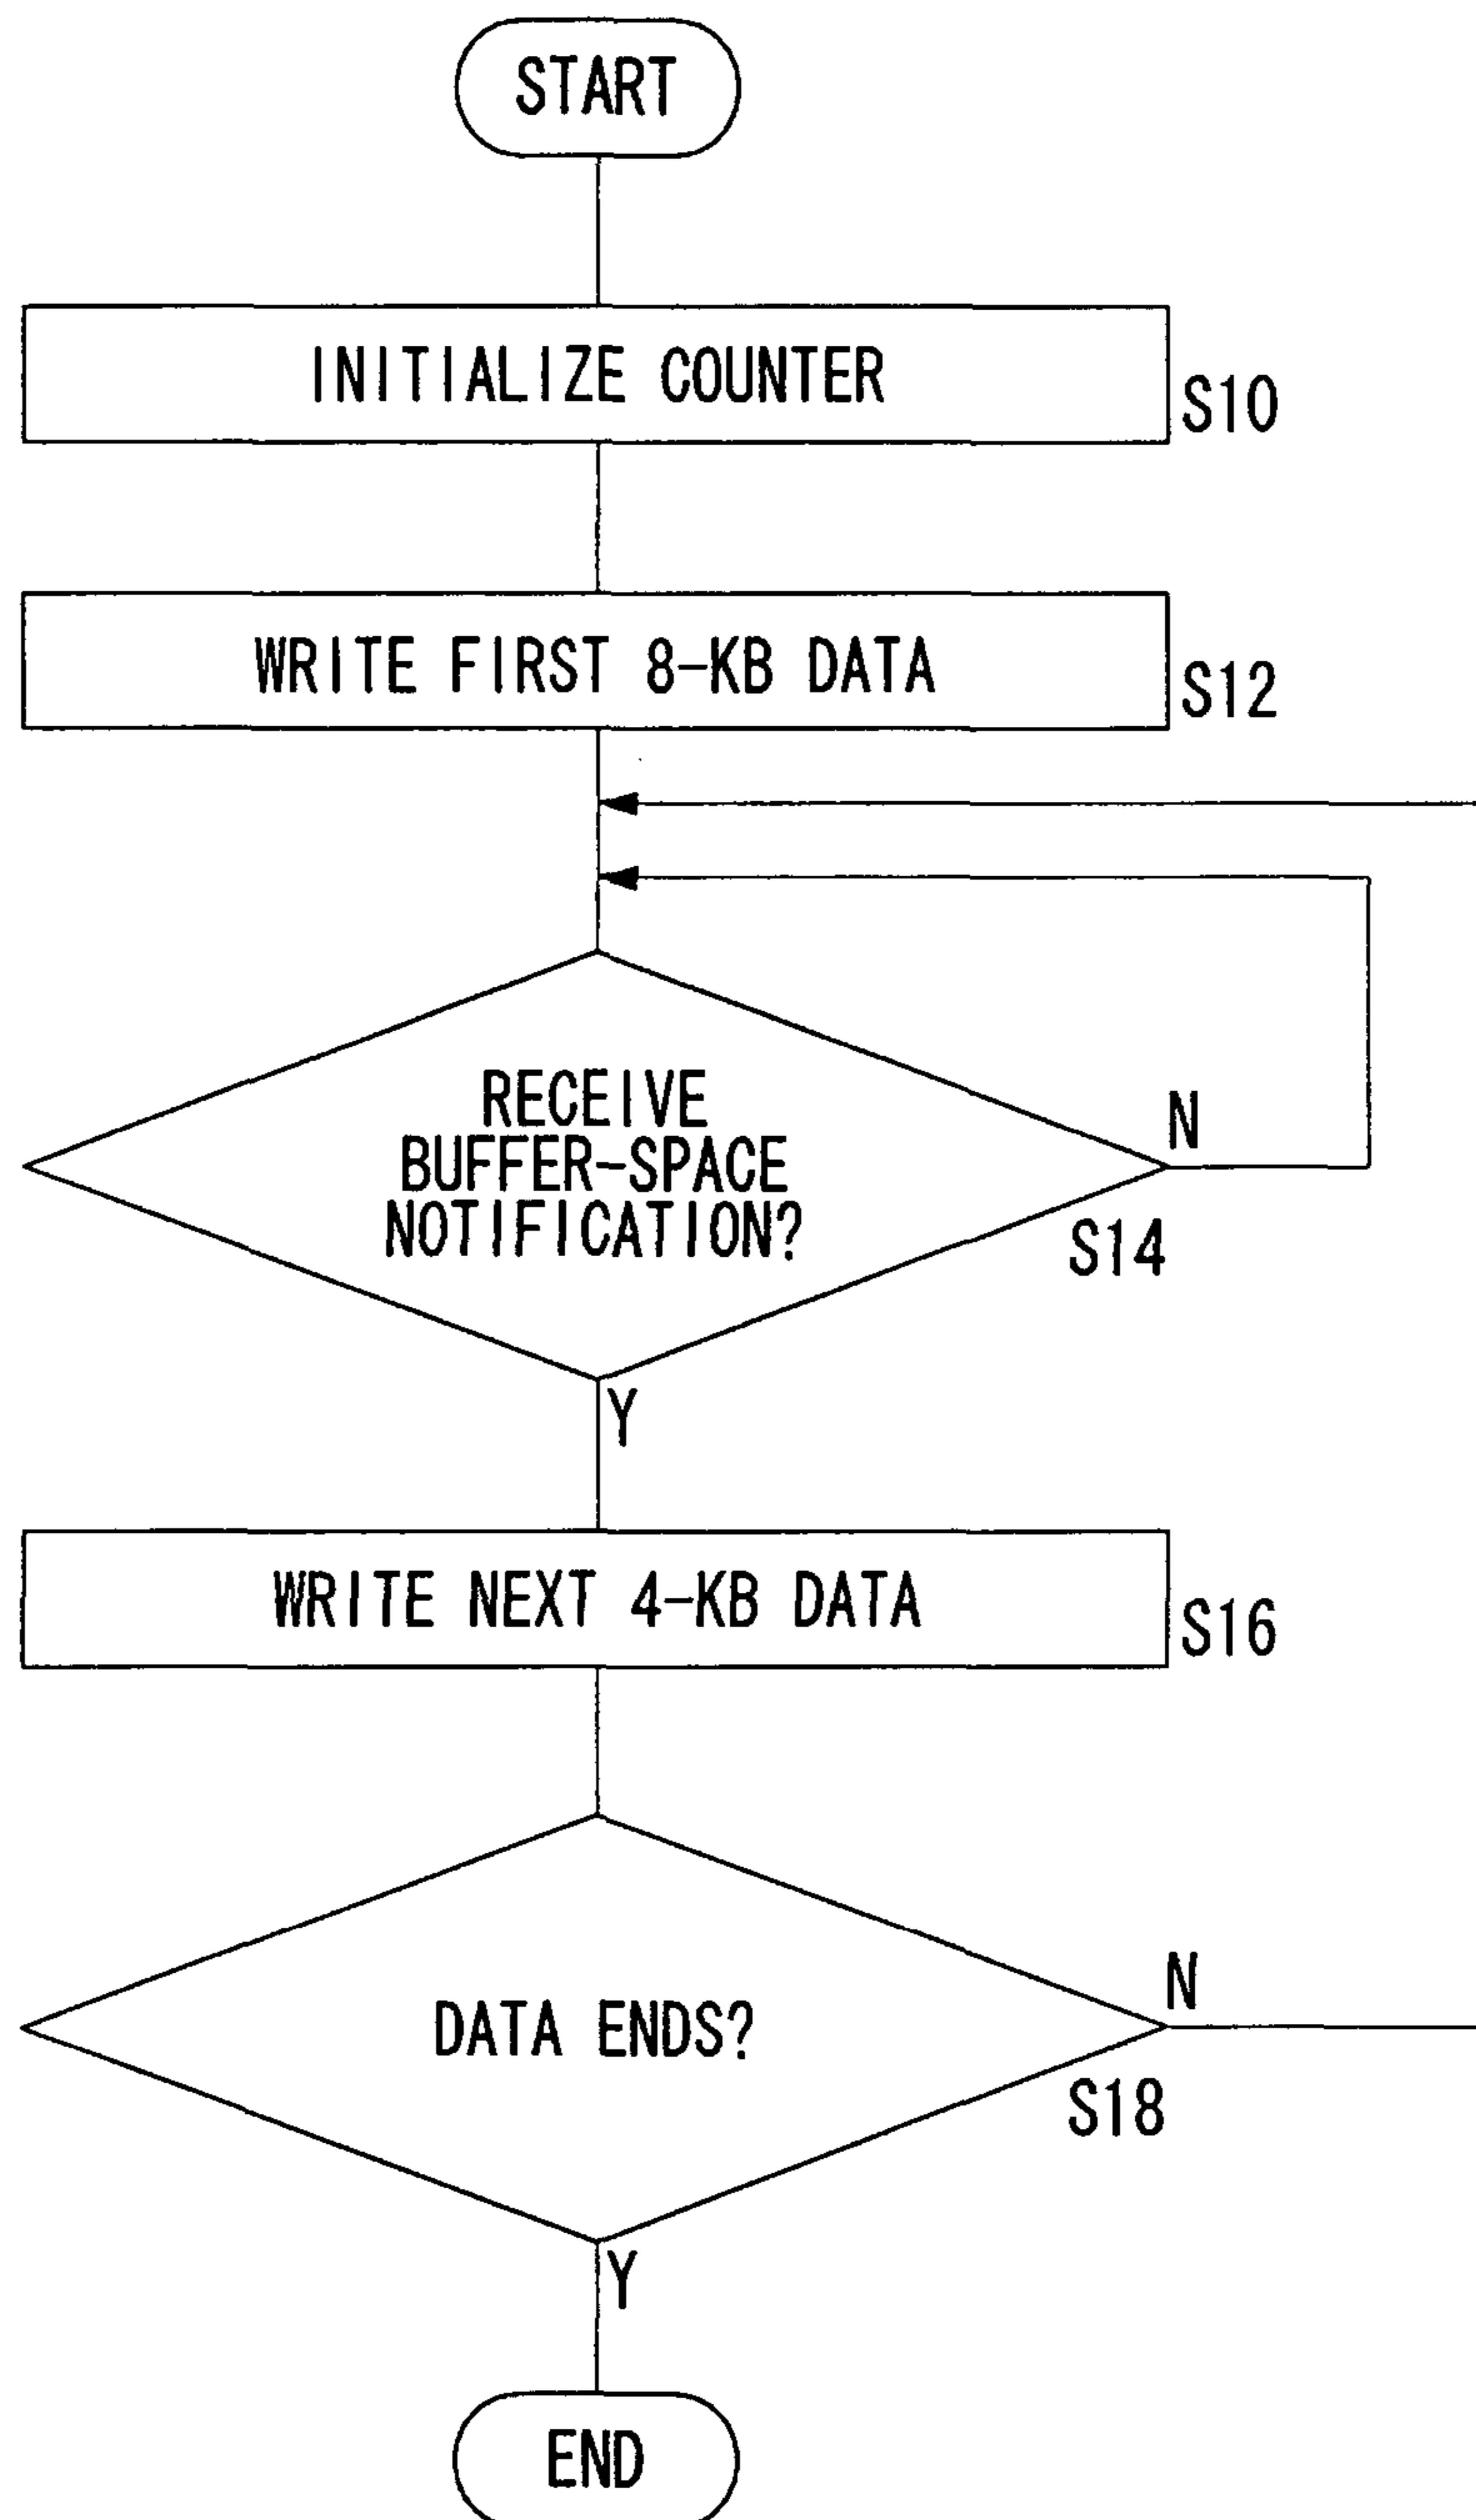 START
INITIALIZE COUNTER
S10
WRITE FIRST 8-KB DATA
S12
RECEIVE
BUFFER-SPACE
NOTIFICATION?
N
S14
Y
WRITE NEXT 4-KB DATA
S16
DATA ENDS?
N
S18
Y
END